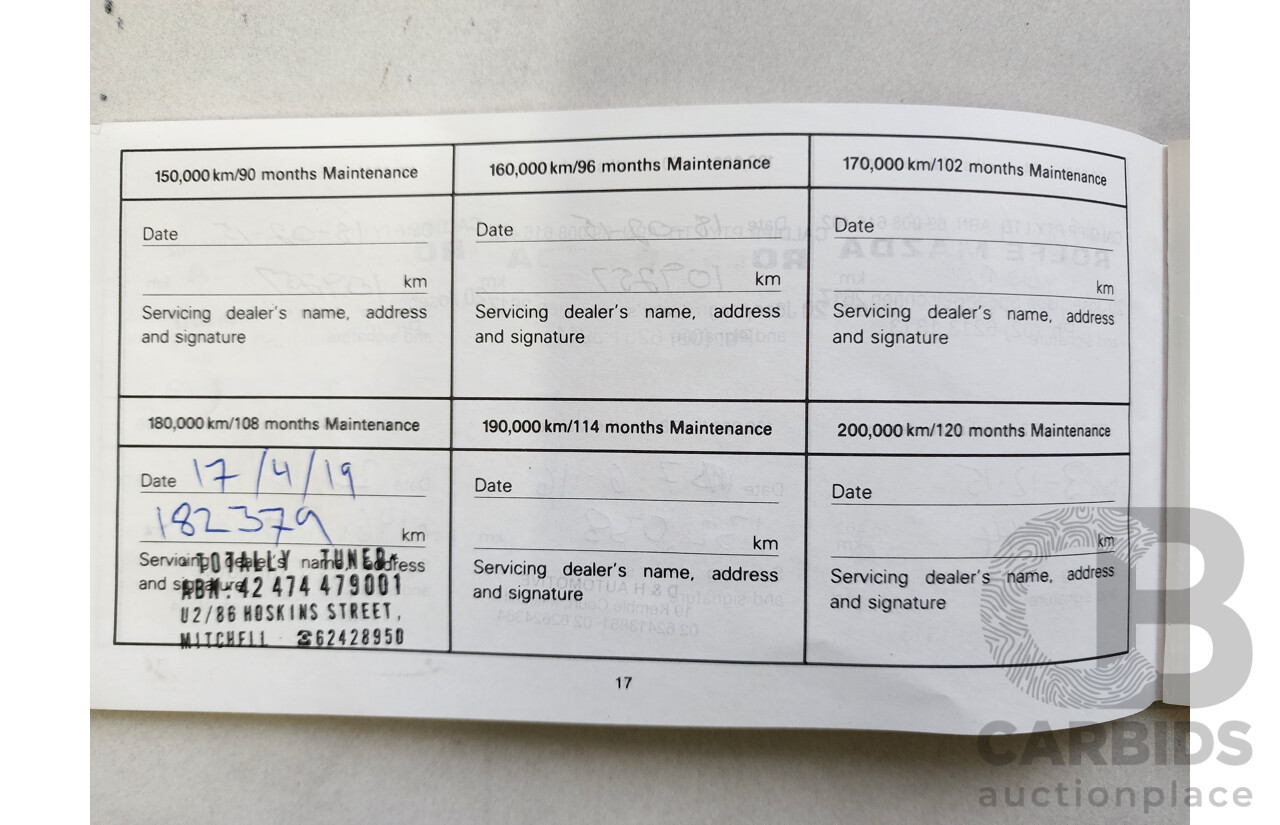 150,000 km/90 months Maintenance
160,000 km/96 months Maintenance
170,000 km/102 months Maintenance
Date
km
Servicing dealer's name, address
and signature
Date
km
Servicing dealer's name, address
and signature
Date
km
Servicing dealer's name, address
and signature
180,000 km/108 months Maintenance
190,000 km/114 months Maintenance
200,000 km/120 months Maintenance
Date 17/4/19
182379 km
Servicing dealer's name, address
and signature
TOTALLY TUNED
ABN: 42 474 479001
U2/86 HOSKINS STREET,
MITCHELL ☎62428950
Date
km
Servicing dealer's name, address
and signature
Date
km
Servicing dealer's name, address
and signature
17
CB
CARBIDS
auctionplace